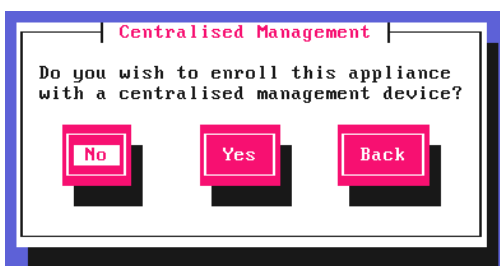 Centralised Management
Do you wish to enroll this appliance
with a centralised management device?
No Yes Back